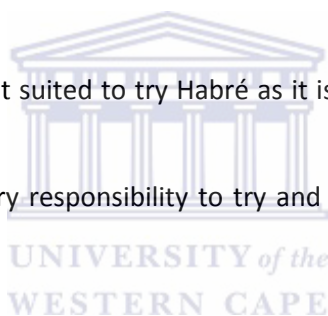 t suited to try Habré as it is
ry responsibility to try and
UNIVERSITY of the
WESTERN CAPE